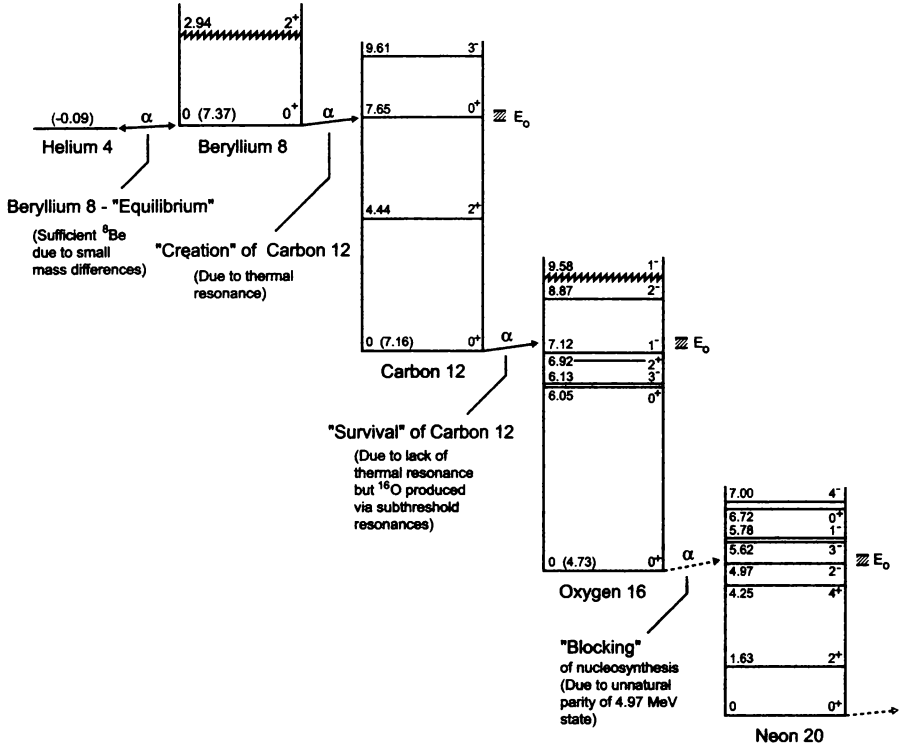 2.94 2⁺
0 (7.37) 0⁺
(-0.09)
Helium 4
α
Beryllium 8
α
Beryllium 8 - "Equilibrium"
(Sufficient ⁸Be
due to small
mass differences)
"Creation" of Carbon 12
(Due to thermal
resonance)
9.61 3⁻
7.65 0⁺
E₀
4.44 2⁺
0 (7.16) 0⁺
Carbon 12
α
"Survival" of Carbon 12
(Due to lack of
thermal resonance
but ¹⁶O produced
via subthreshold
resonances)
9.58 1⁻
8.87 2⁻
7.12 1⁻
E₀
6.92 2⁺
6.13 3⁻
6.05 0⁺
0 (4.73) 0⁺
Oxygen 16
α
"Blocking"
of nucleosynthesis
(Due to unnatural
parity of 4.97 MeV
state)
7.00 4⁻
6.72 0⁺
5.78 1⁻
5.62 3⁻
E₀
4.97 2⁻
4.25 4⁺
1.63 2⁺
0 0⁺
Neon 20